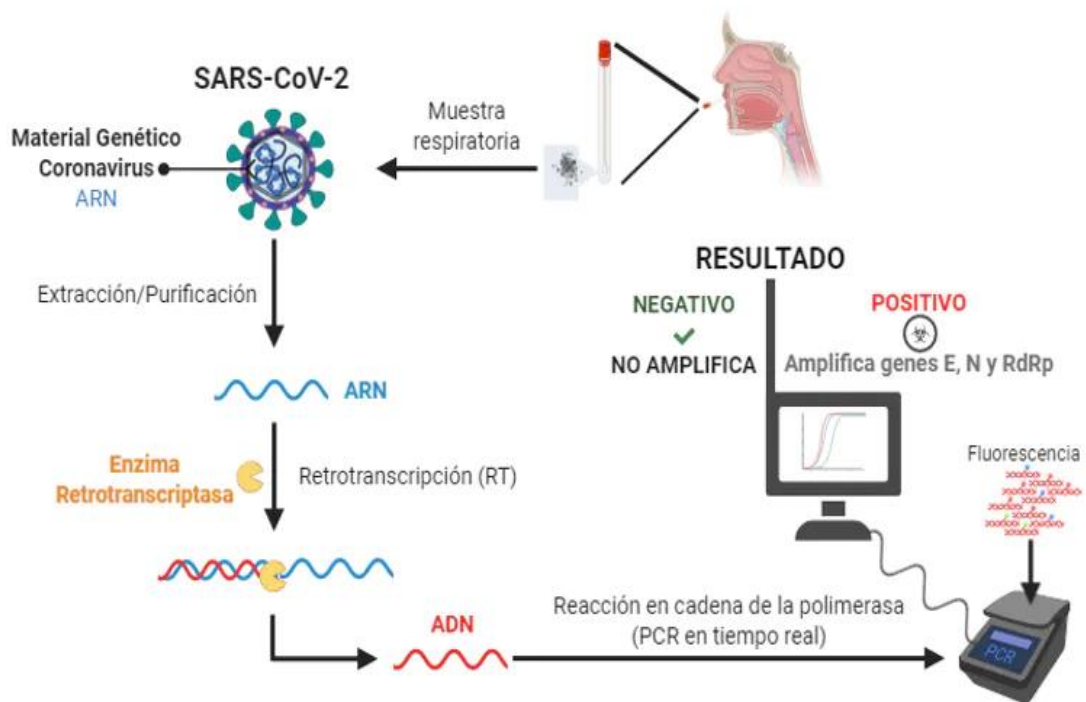 SARS-CoV-2
Material Genético
Coronavirus
ARN
Muestra
respiratoria
Extracción/Purificación
ARN
Enzima
Retrotranscriptasa
Retrotranscripción (RT)
ADN
Reacción en cadena de la polimerasa
(PCR en tiempo real)
RESULTADO
NEGATIVO
NO AMPLIFICA
POSITIVO
Amplifica genes E, N y RdRp
Fluorescencia
PCR